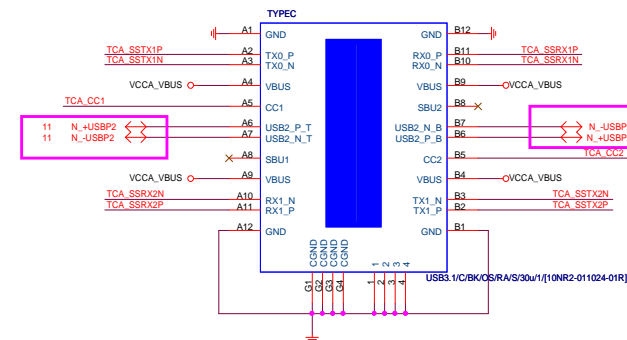 TYPEC
A1 GND GND B12
TCA_SSTX1P A2 TX0_P RX0_P B11 TCA_SSRX1P
TCA_SSTX1N A3 TX0_N RX0_N B10 TCA_SSRX1N
VCCA_VBUS A4 VBUS VBUS B9 VCCA_VBUS
TCA_CC1 A5 CC1 SBU2 B8
11 N_+USBP2 A6 USB2_P_T USB2_N_B B7 N_-USBP
11 N_-USBP2 A7 USB2_N_T USB2_P_B B6 N_+USBP
A8 SBU1 CC2 B5 TCA_CC2
VCCA_VBUS A9 VBUS VBUS B4 VCCA_VBUS
TCA_SSRX2N A10 RX1_N TX1_N B3 TCA_SSTX2N
TCA_SSRX2P A11 RX1_P TX1_P B2 TCA_SSTX2P
A12 GND GND B1
CGND CGND CGND CGND 1 2 3 4
G1 G2 G3 G4 1 2 3 4
USB3.1/C/BK/OS/RA/S/30u/1/[10NR2-011024-01R]